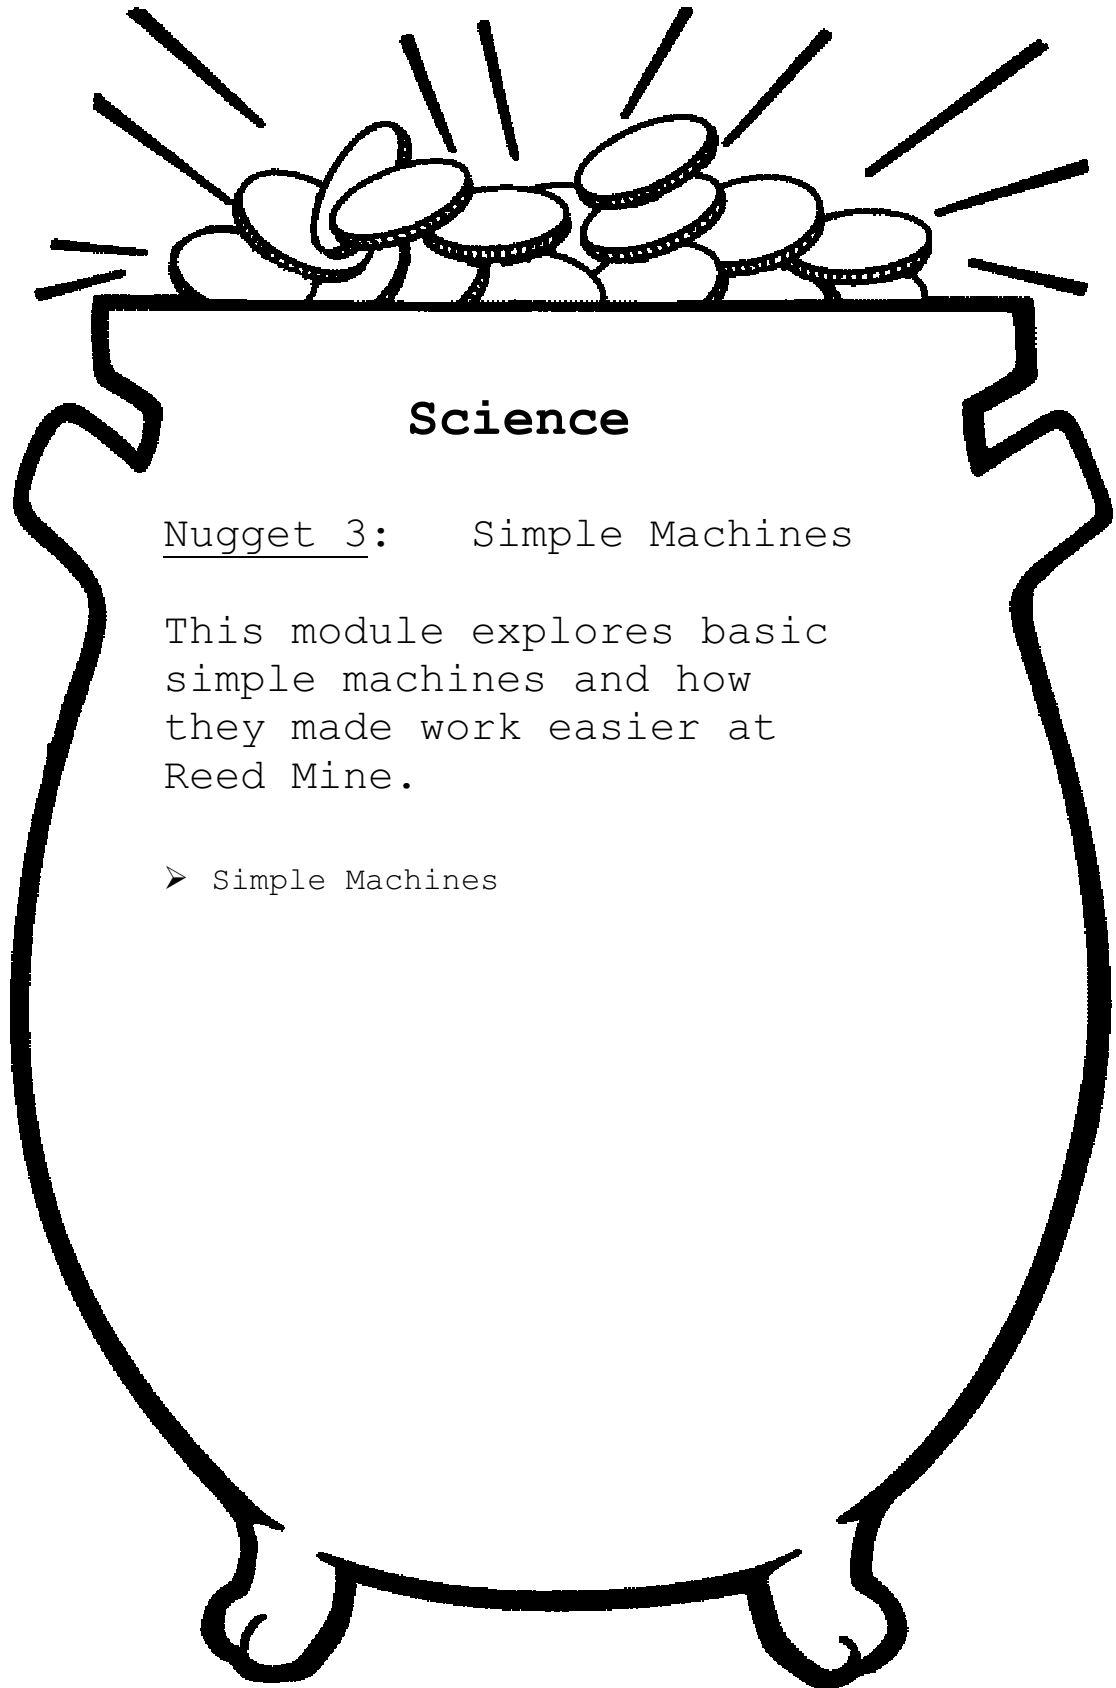 Science
Nugget 3: Simple Machines
This module explores basic
simple machines and how
they made work easier at
Reed Mine.
➢ Simple Machines